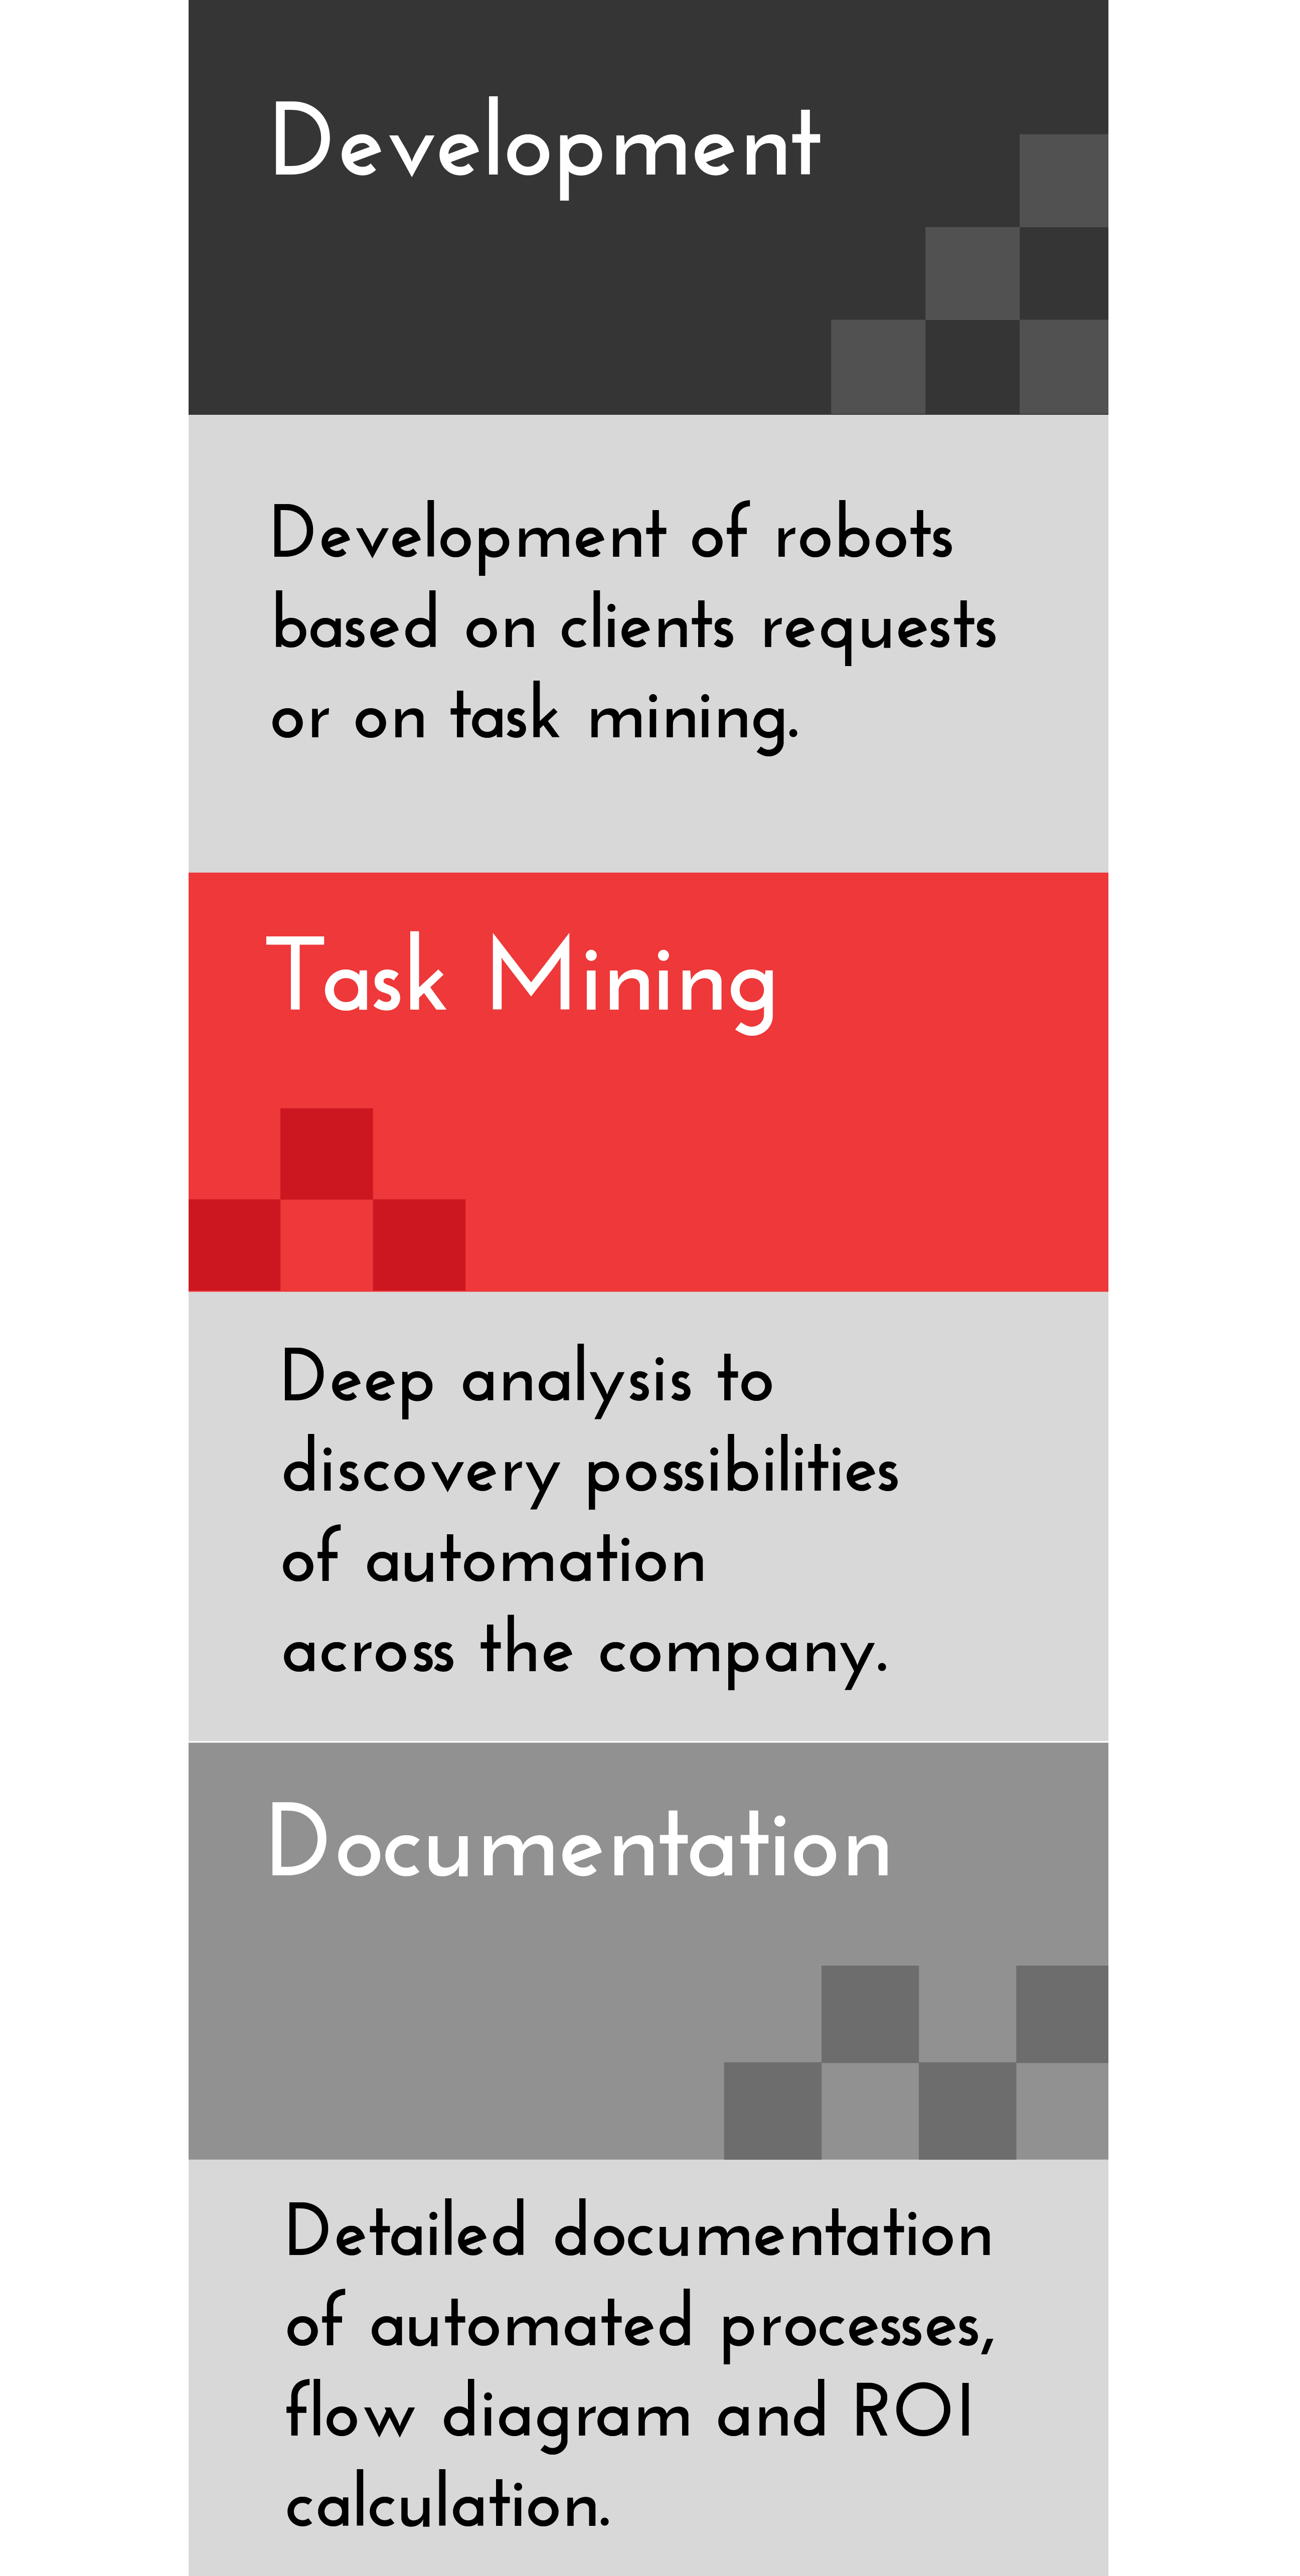 Development
Development of robots
based on clients requests
or on task mining.
Task Mining
Deep analysis to
discovery possibilities
of automation
across the company.
Documentation
Detailed documentation
of automated processes,
flow diagram and ROI
calculation.